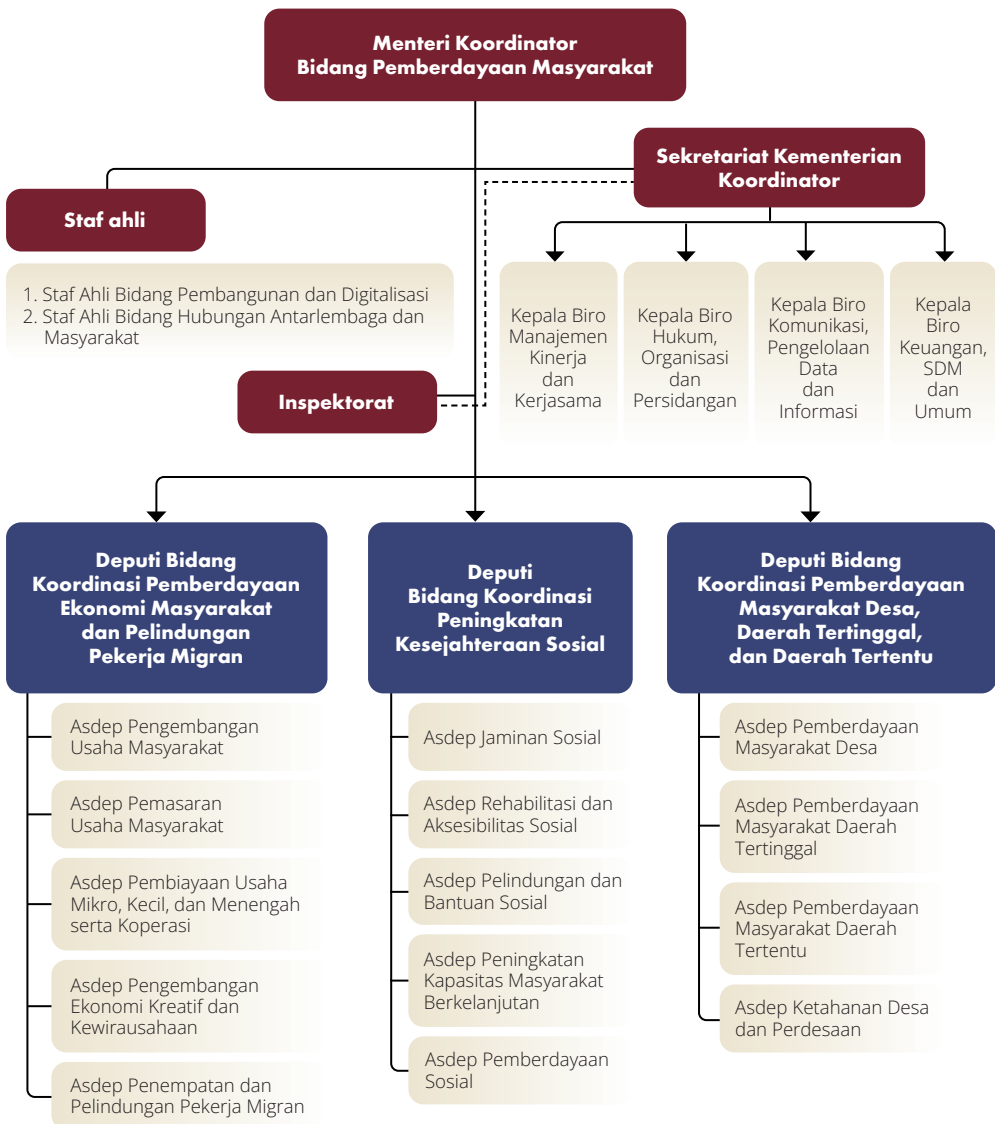 Menteri Koordinator
Bidang Pemberdayaan Masyarakat
Sekretariat Kementerian
Koordinator
Staf ahli
1. Staf Ahli Bidang Pembangunan dan Digitalisasi
2. Staf Ahli Bidang Hubungan Antarlembaga dan
Masyarakat
Kepala Biro
Manajemen
Kinerja
dan
Kerjasama
Kepala Biro
Hukum,
Organisasi
dan
Persidangan
Kepala Biro
Komunikasi,
Pengelolaan
Data
dan
Informasi
Kepala
Biro
Keuangan,
SDM
dan
Umum
Inspektorat
Deputi Bidang
Koordinasi Pemberdayaan
Ekonomi Masyarakat
dan Pelindungan
Pekerja Migran
Asdep Pengembangan
Usaha Masyarakat
Asdep Pemasaran
Usaha Masyarakat
Asdep Pembiayaan Usaha
Mikro, Kecil, dan Menengah
serta Koperasi
Asdep Pengembangan
Ekonomi Kreatif dan
Kewirausahaan
Asdep Penempatan dan
Pelindungan Pekerja Migran
Deputi
Bidang Koordinasi
Peningkatan
Kesejahteraan Sosial
Asdep Jaminan Sosial
Asdep Rehabilitasi dan
Aksesibilitas Sosial
Asdep Pelindungan dan
Bantuan Sosial
Asdep Peningkatan
Kapasitas Masyarakat
Berkelanjutan
Asdep Pemberdayaan
Sosial
Deputi Bidang
Koordinasi Pemberdayaan
Masyarakat Desa,
Daerah Tertinggal,
dan Daerah Tertentu
Asdep Pemberdayaan
Masyarakat Desa
Asdep Pemberdayaan
Masyarakat Daerah
Tertinggal
Asdep Pemberdayaan
Masyarakat Daerah
Tertentu
Asdep Ketahanan Desa
dan Perdesaan